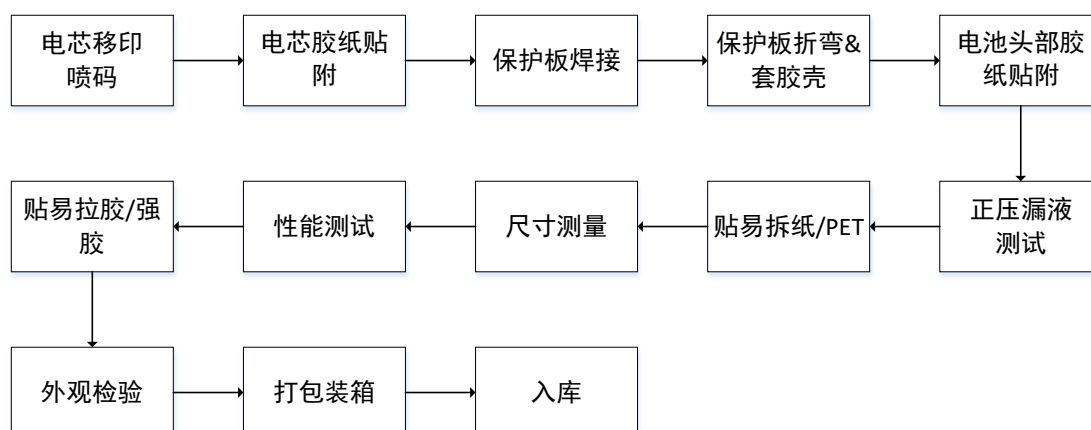 电芯移印
喷码
电芯胶纸贴
附
保护板焊接
保护板折弯&
套胶壳
电池头部胶
纸贴附
正压漏液
测试
贴易拆纸/PET
尺寸测量
性能测试
贴易拉胶/强
胶
外观检验
打包装箱
入库